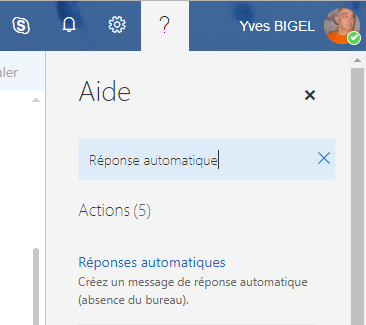 ? Yves BIGEL
uler
Aide
Réponse automatique
Actions (5)
Réponses automatiques
Créez un message de réponse automatique
(absence du bureau).